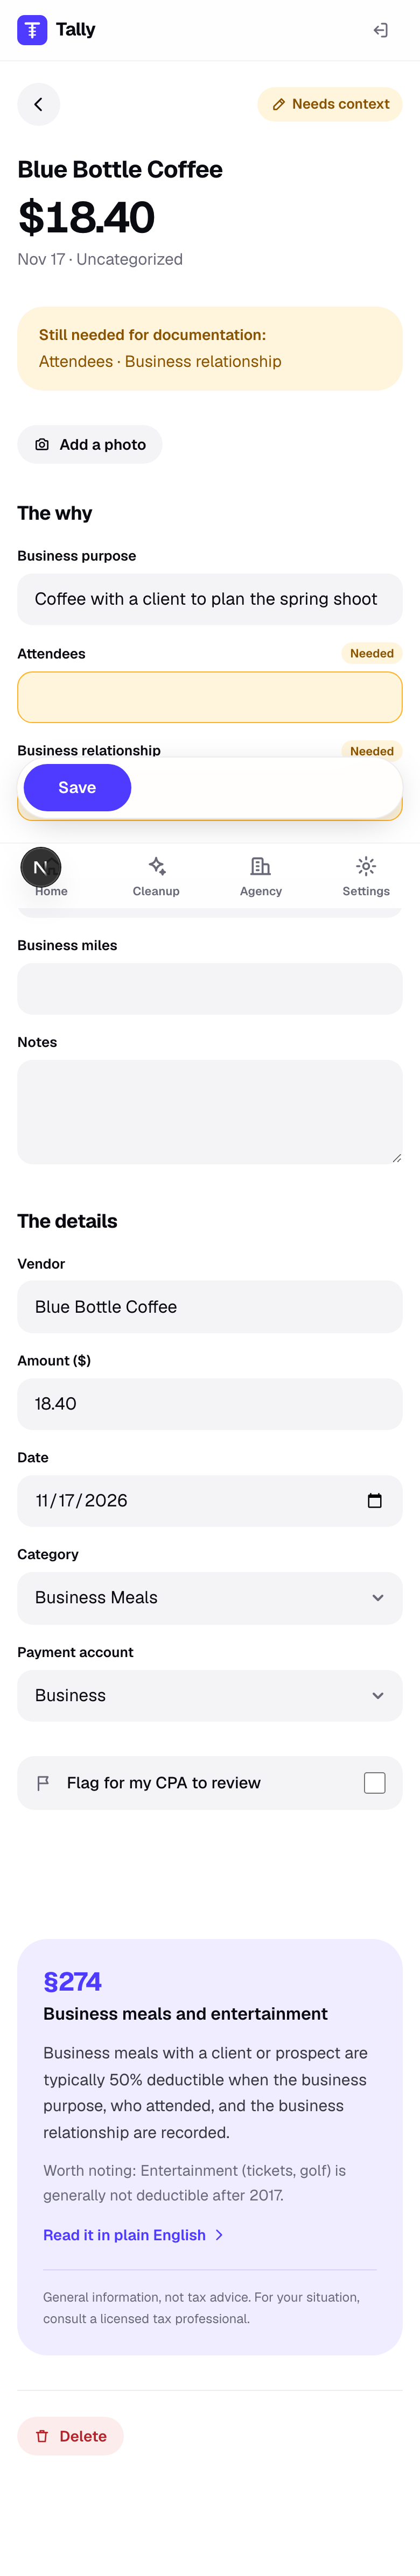 Tally
Needs context
Blue Bottle Coffee
$18.40
Nov 17 · Uncategorized
Still needed for documentation:
Attendees · Business relationship
Add a photo
The why
Business purpose
Coffee with a client to plan the spring shoot
Attendees
Needed
Business relationship
Needed
Save
N
Home
Cleanup
Agency
Settings
Business miles
Notes
The details
Vendor
Blue Bottle Coffee
Amount ($)
18.40
Date
11/17/2026
Category
Business Meals
Payment account
Business
Flag for my CPA to review
§274
Business meals and entertainment
Business meals with a client or prospect are
typically 50% deductible when the business
purpose, who attended, and the business
relationship are recorded.
Worth noting: Entertainment (tickets, golf) is
generally not deductible after 2017.
Read it in plain English
General information, not tax advice. For your situation,
consult a licensed tax professional.
Delete